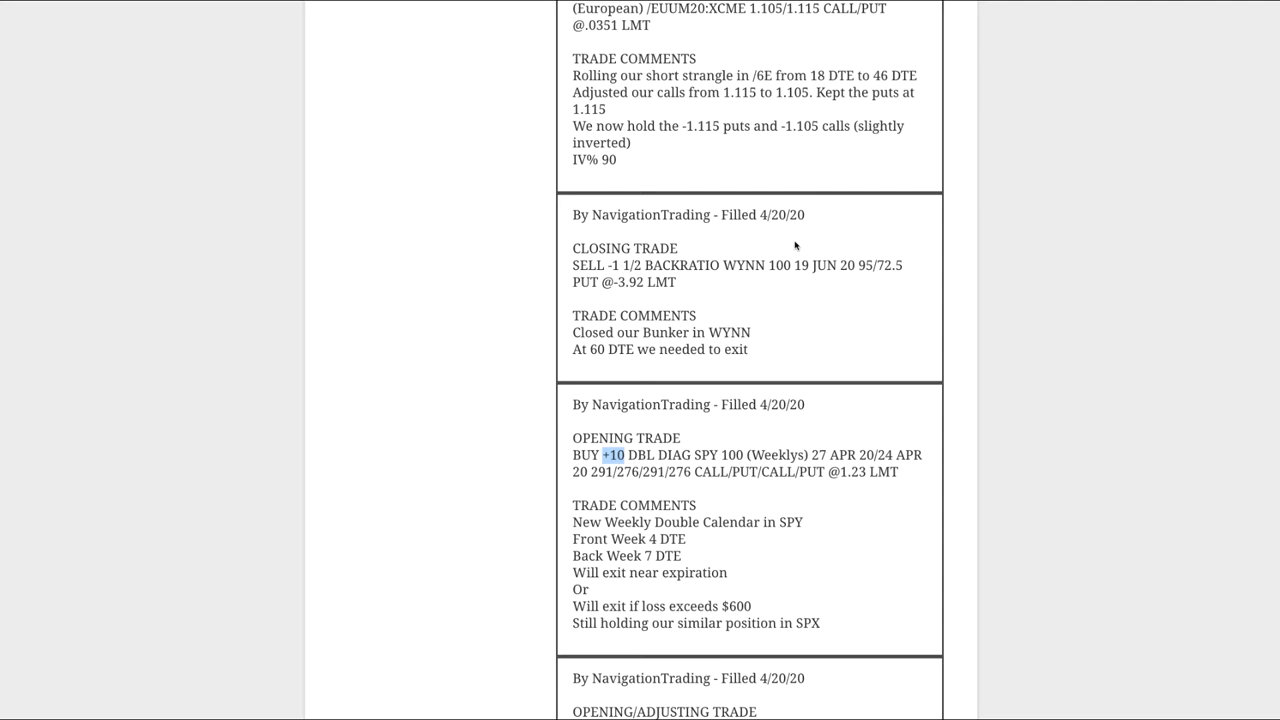 (European) /EUUM20:XCME 1.105/1.115 CALL/PUT
@.0351 LMT
TRADE COMMENTS
Rolling our short strangle in /6E from 18 DTE to 46 DTE
Adjusted our calls from 1.115 to 1.105. Kept the puts at
1.115
We now hold the -1.115 puts and -1.105 calls (slightly
inverted)
IV% 90
By NavigationTrading - Filled 4/20/20
CLOSING TRADE
SELL -1 1/2 BACKRATIO WYNN 100 19 JUN 20 95/72.5
PUT @-3.92 LMT
TRADE COMMENTS
Closed our Bunker in WYNN
At 60 DTE we needed to exit
By NavigationTrading - Filled 4/20/20
OPENING TRADE
BUY +10 DBL DIAG SPY 100 (Weeklys) 27 APR 20/24 APR
20 291/276/291/276 CALL/PUT/CALL/PUT @1.23 LMT
TRADE COMMENTS
New Weekly Double Calendar in SPY
Front Week 4 DTE
Back Week 7 DTE
Will exit near expiration
Or
Will exit if loss exceeds $600
Still holding our similar position in SPX
By NavigationTrading - Filled 4/20/20
OPENING/ADJUSTING TRADE